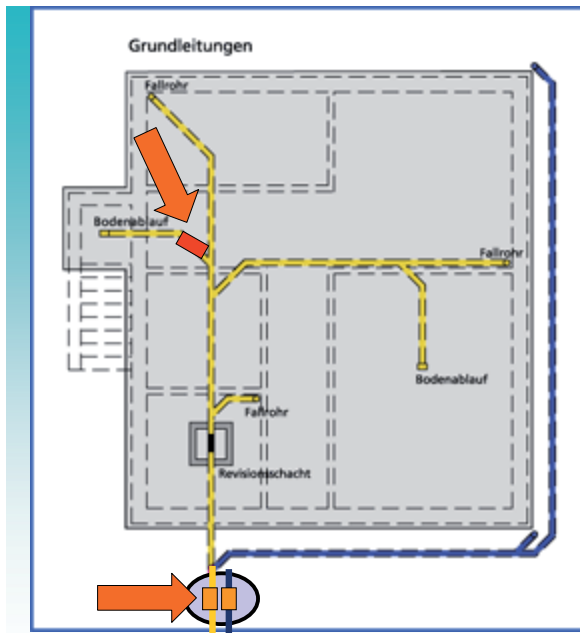 Grundleitungen
Fallrohr
Bodenablauf
Fallrohr
Bodenablauf
Fallrohr
Revisionsschacht